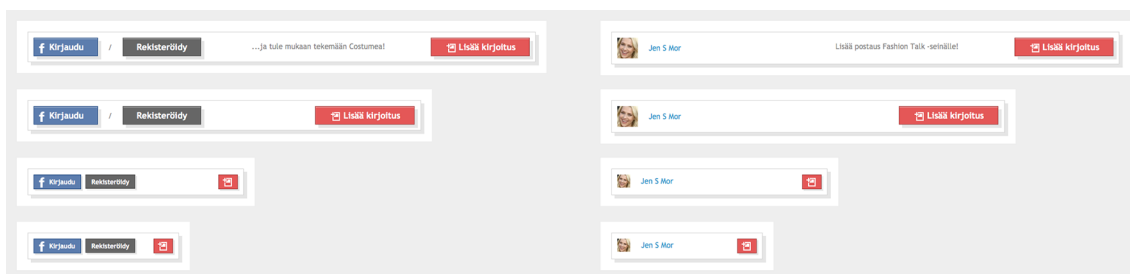 f Kirjaudu / Rekisteröidy ...ja tule mukaan tekemään Costumea! Lisää kirjoitus
Jen S Mor Lisää postaus Fashion Talk -seinälle! Lisää kirjoitus
f Kirjaudu / Rekisteröidy Lisää kirjoitus
Jen S Mor Lisää kirjoitus
f Kirjaudu Rekisteröidy
Jen S Mor
f Kirjaudu Rekisteröidy
Jen S Mor